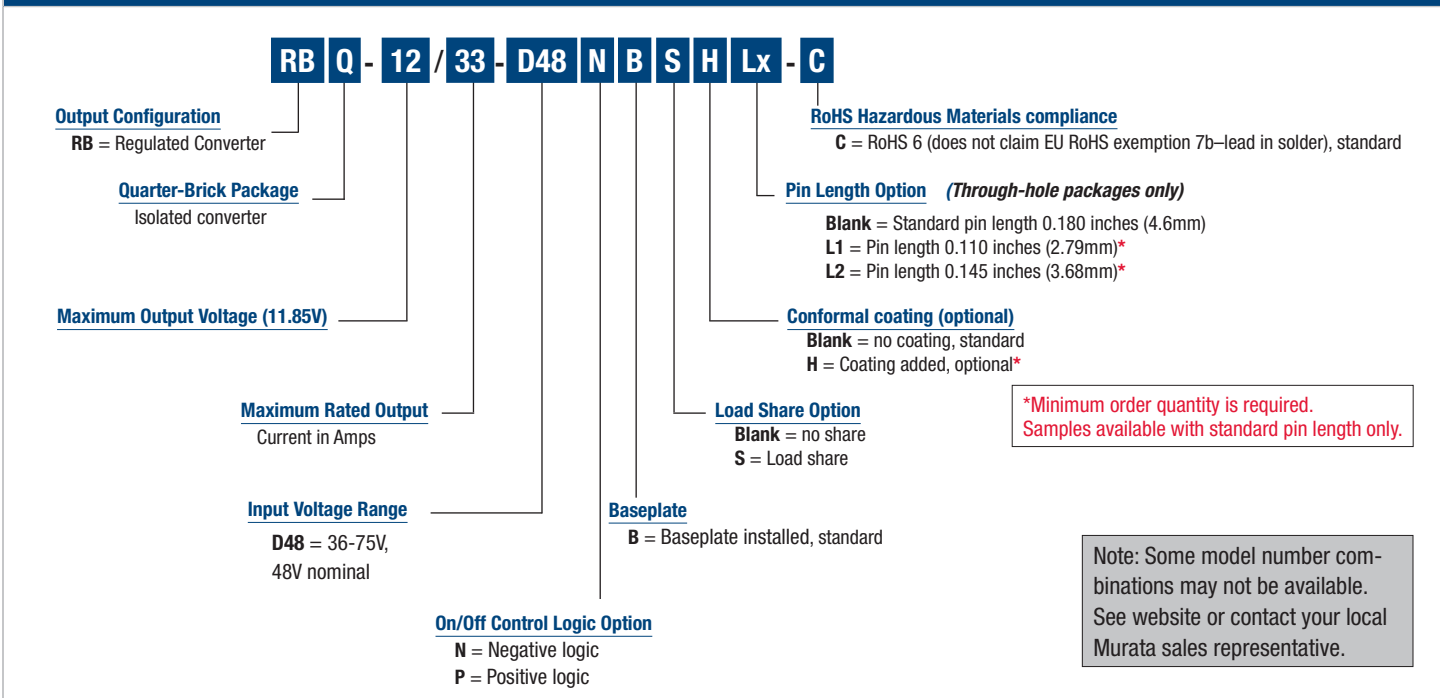 RB Q - 12 / 33 - D48 N B S H Lx - C
Output Configuration
RB = Regulated Converter
Quarter-Brick Package
Isolated converter
Maximum Output Voltage (11.85V)
Maximum Rated Output
Current in Amps
Input Voltage Range
D48 = 36-75V,
48V nominal
On/Off Control Logic Option
N = Negative logic
P = Positive logic
Baseplate
B = Baseplate installed, standard
Load Share Option
Blank = no share
S = Load share
Conformal coating (optional)
Blank = no coating, standard
H = Coating added, optional*
Pin Length Option (Through-hole packages only)
Blank = Standard pin length 0.180 inches (4.6mm)
L1 = Pin length 0.110 inches (2.79mm)*
L2 = Pin length 0.145 inches (3.68mm)*
RoHS Hazardous Materials compliance
C = RoHS 6 (does not claim EU RoHS exemption 7b–lead in solder), standard
*Minimum order quantity is required.
Samples available with standard pin length only.
Note: Some model number com-
binations may not be available.
See website or contact your local
Murata sales representative.